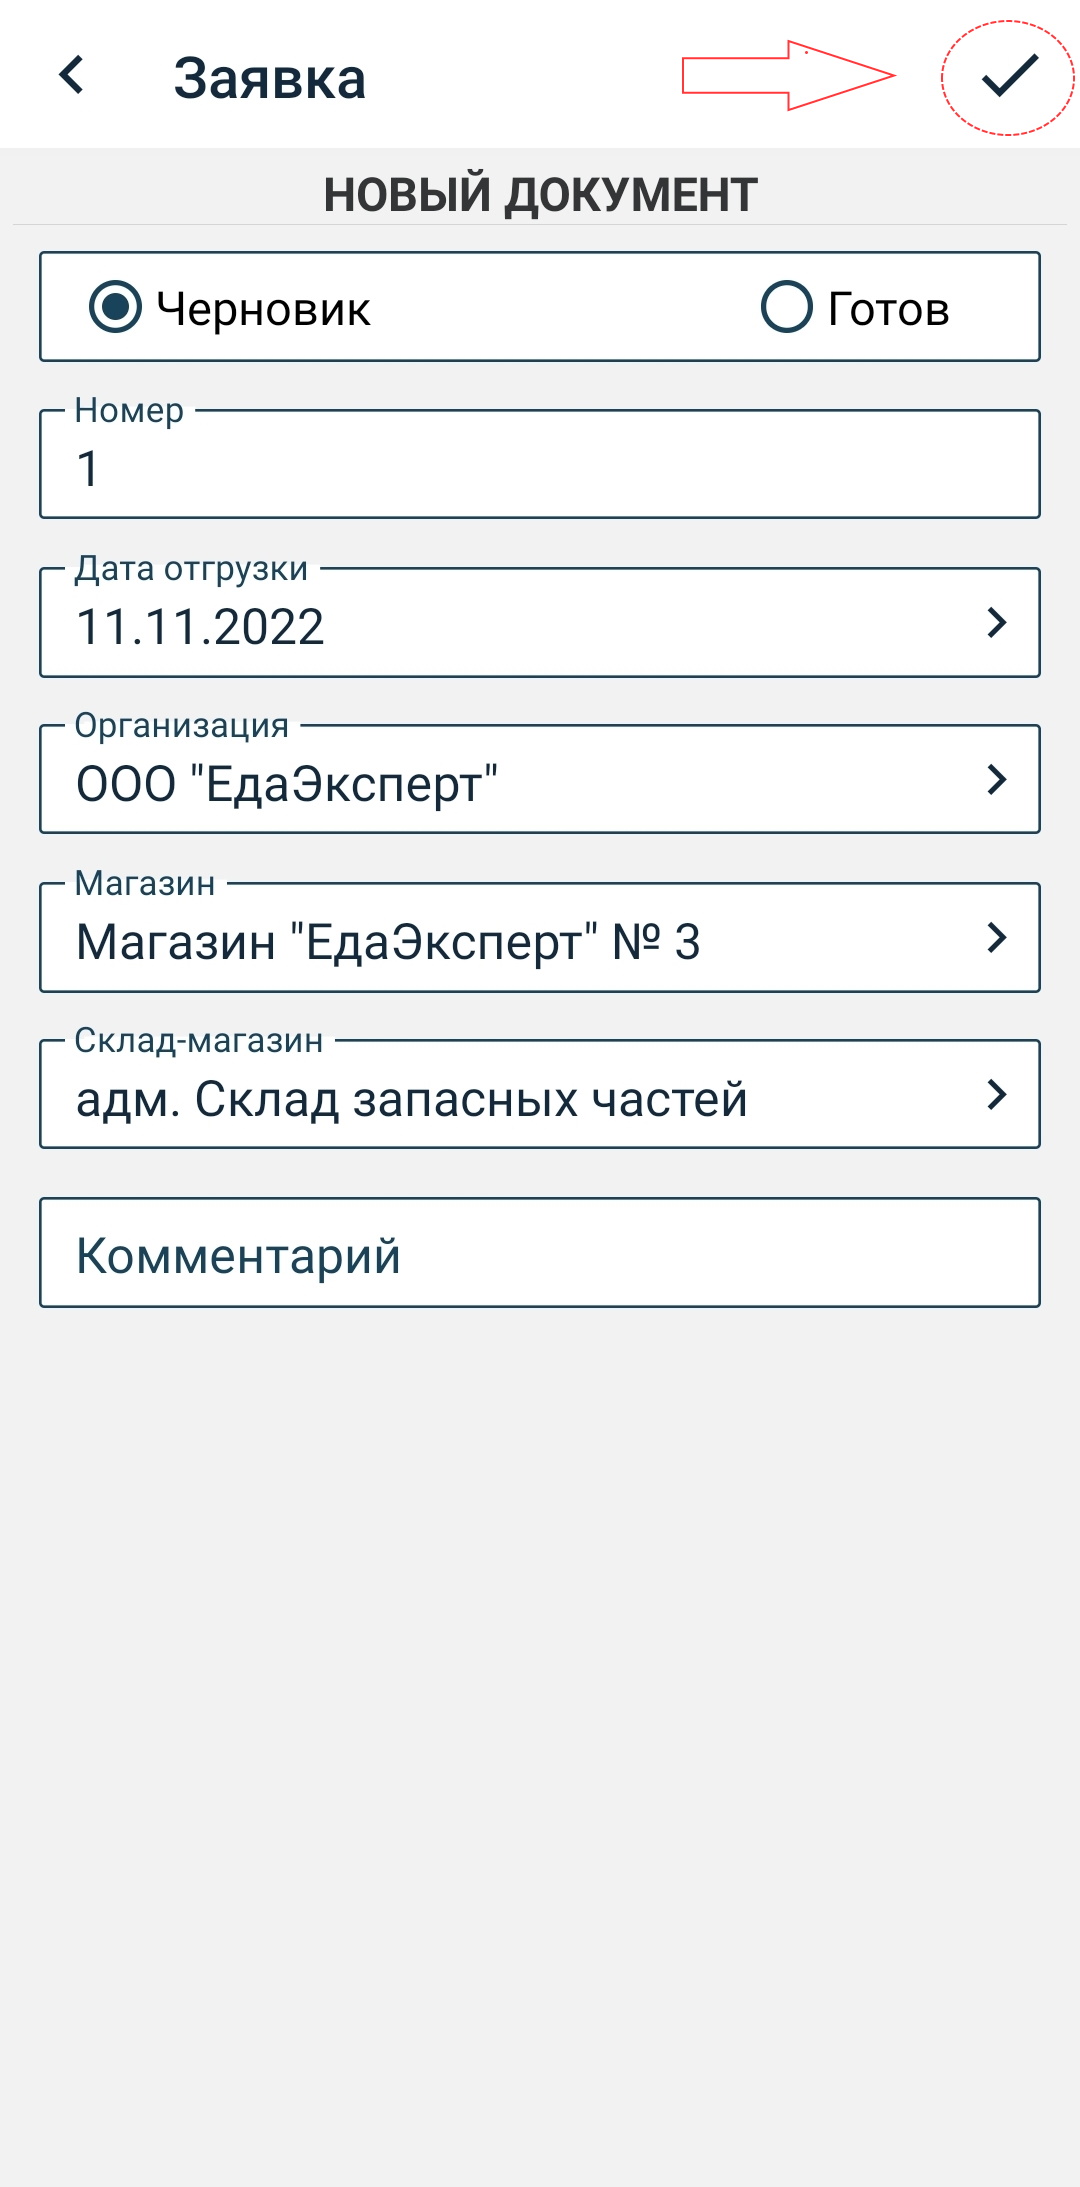 Заявка
НОВЫЙ ДОКУМЕНТ
Черновик Готов
Номер
1
Дата отгрузки
11.11.2022
Организация
ООО "ЕдаЭксперт"
Магазин
Магазин "ЕдаЭксперт" № 3
Склад-магазин
адм. Склад запасных частей
Комментарий